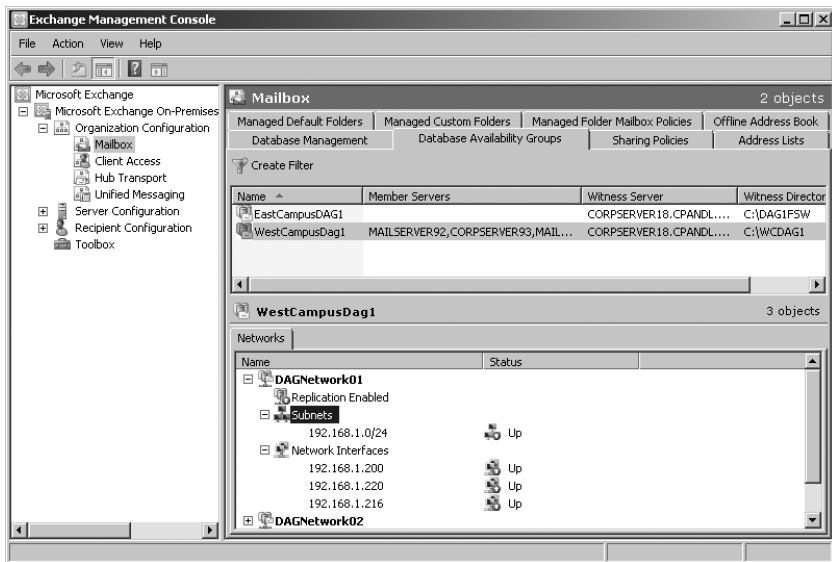 Exchange Management Console
File Action View Help
Microsoft Exchange
Microsoft Exchange On-Premises
Organization Configuration
Mailbox
Client Access
Hub Transport
Unified Messaging
Server Configuration
Recipient Configuration
Toolbox
Mailbox 2 objects
Managed Default Folders Managed Custom Folders Managed Folder Mailbox Policies Offline Address Book
Database Management Database Availability Groups Sharing Policies Address Lists
Create Filter
Name Member Servers Witness Server Witness Director
EastCampusDAG1 CORPSERVER18.CPANDL.... C:\DAG1FSW
WestCampusDag1 MAILSERVER92,CORPSERVER93,MAIL... CORPSERVER18.CPANDL.... C:\WCDAG1
WestCampusDag1 3 objects
Networks
Name Status
DAGNetwork01
Replication Enabled
Subnets
192.168.1.0/24 Up
Network Interfaces
192.168.1.200 Up
192.168.1.220 Up
192.168.1.216 Up
DAGNetwork02